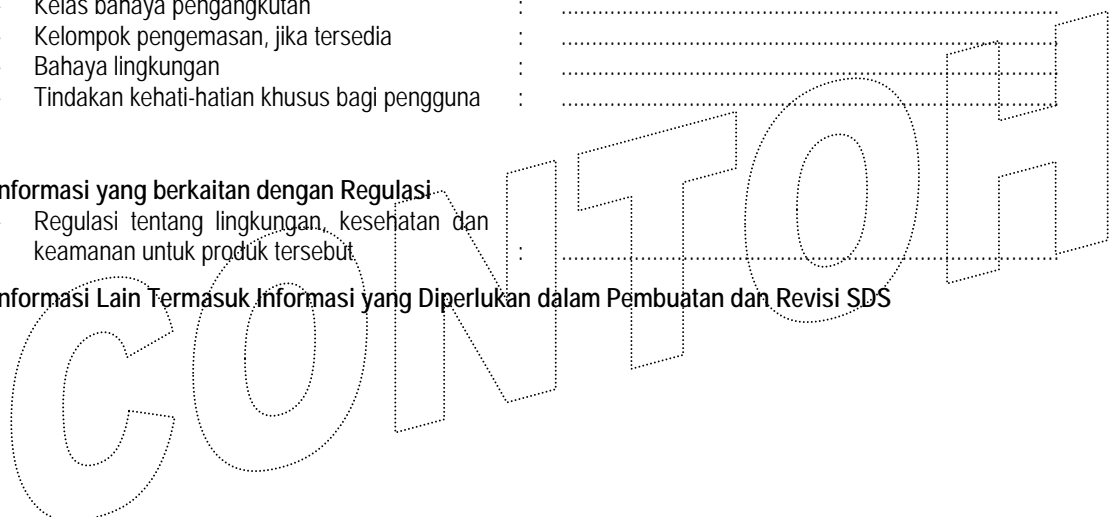 - Kelas bahaya pengangkutan : ..............................................................................
- Kelompok pengemasan, jika tersedia : ..............................................................................
- Bahaya lingkungan : ..............................................................................
- Tindakan kehati-hatian khusus bagi pengguna : ..............................................................................
nformasi yang berkaitan dengan Regulasi
- Regulasi tentang lingkungan, kesehatan dan
keamanan untuk produk tersebut : ..............................................................................
nformasi Lain Termasuk Informasi yang Diperlukan dalam Pembuatan dan Revisi SDS
CONTOH